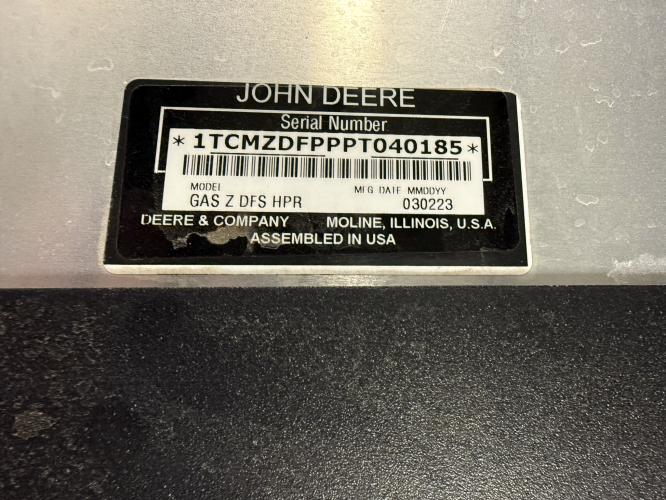 JOHN DEERE
Serial Number
*1TCMZDFPPPT040185*
MODEL MFG DATE MMDDYY
GAS Z DFS HPR 030223
DEERE & COMPANY MOLINE, ILLINOIS, U.S.A.
ASSEMBLED IN USA